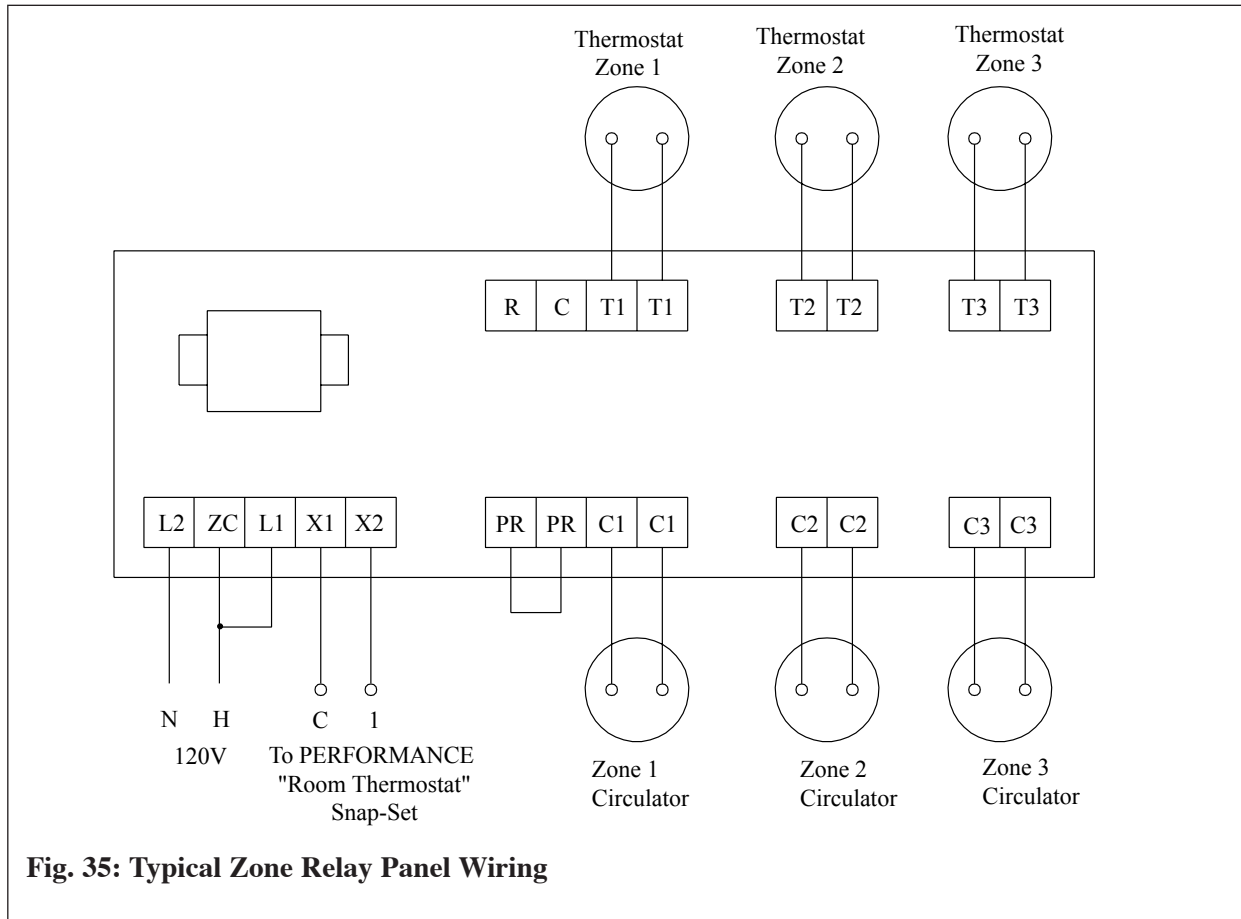 Thermostat
Zone 1
Thermostat
Zone 2
Thermostat
Zone 3
R C T1 T1 T2 T2 T3 T3
L2 ZC L1 X1 X2 PR PR C1 C1 C2 C2 C3 C3
N H C 1
120V
To PERFORMANCE
"Room Thermostat"
Snap-Set
Zone 1
Circulator
Zone 2
Circulator
Zone 3
Circulator
Fig. 35: Typical Zone Relay Panel Wiring